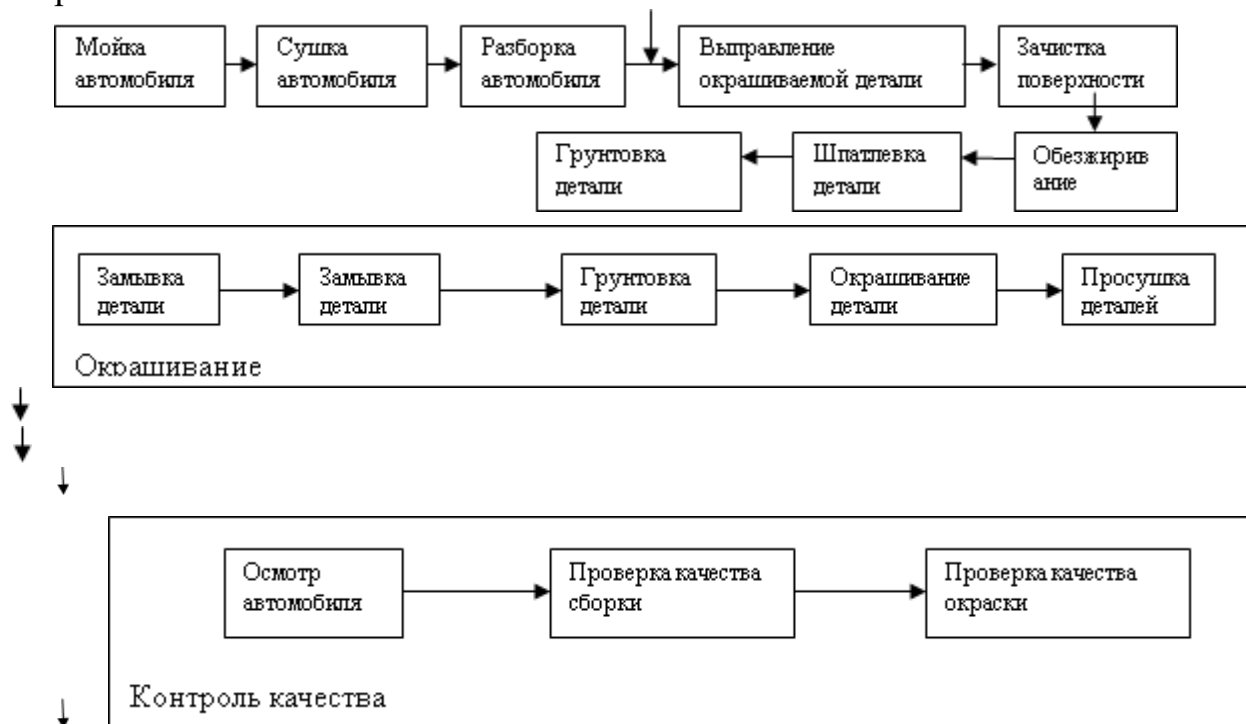 Мойка
автомобиля
Сушка
автомобиля
Разборка
автомобиля
Выправление
окрашиваемой детали
Зачистка
поверхности
Грунтовка
детали
Шпатлевка
детали
Обезжирив
ание
Замывка
детали
Замывка
детали
Грунтовка
детали
Окрашивание
детали
Просушка
деталей
Окрашивание
Осмотр
автомобиля
Проверка качества
сборки
Проверка качества
окраски
Контроль качества